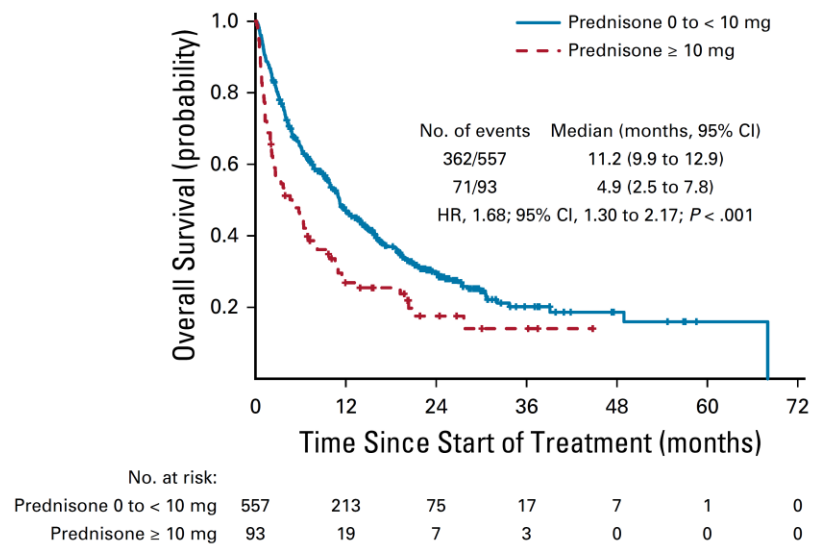 Prednisone 0 to < 10 mg
Prednisone ≥ 10 mg
No. of events Median (months, 95% CI)
362/557 11.2 (9.9 to 12.9)
71/93 4.9 (2.5 to 7.8)
HR, 1.68; 95% CI, 1.30 to 2.17; P < .001
Overall Survival (probability)
1.0
0.8
0.6
0.4
0.2
0 12 24 36 48 60 72
Time Since Start of Treatment (months)
No. at risk:
Prednisone 0 to < 10 mg 557 213 75 17 7 1 0
Prednisone ≥ 10 mg 93 19 7 3 0 0 0